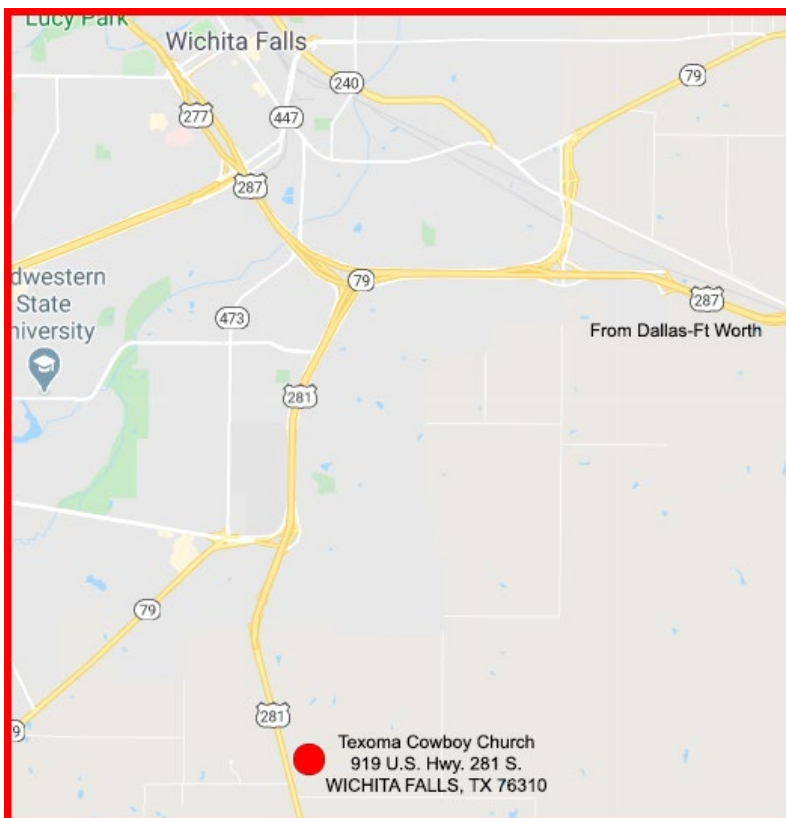 Lucy Park
Wichita Falls
79
240
277
447
287
dwestern
State
niversity
79
473
287
From Dallas-Ft Worth
281
79
281
9
Texoma Cowboy Church
919 U.S. Hwy. 281 S.
WICHITA FALLS, TX 76310